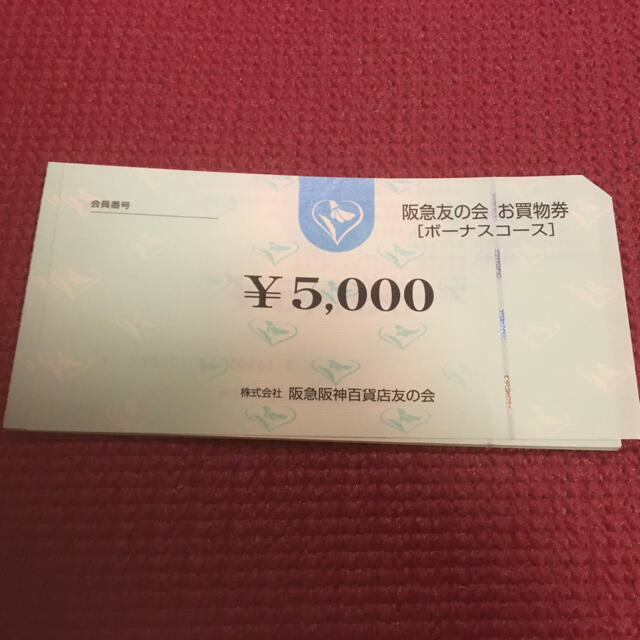 会員番号
阪急友の会 お買物券
[ボーナスコース]
¥5,000
株式会社 阪急阪神百貨店友の会